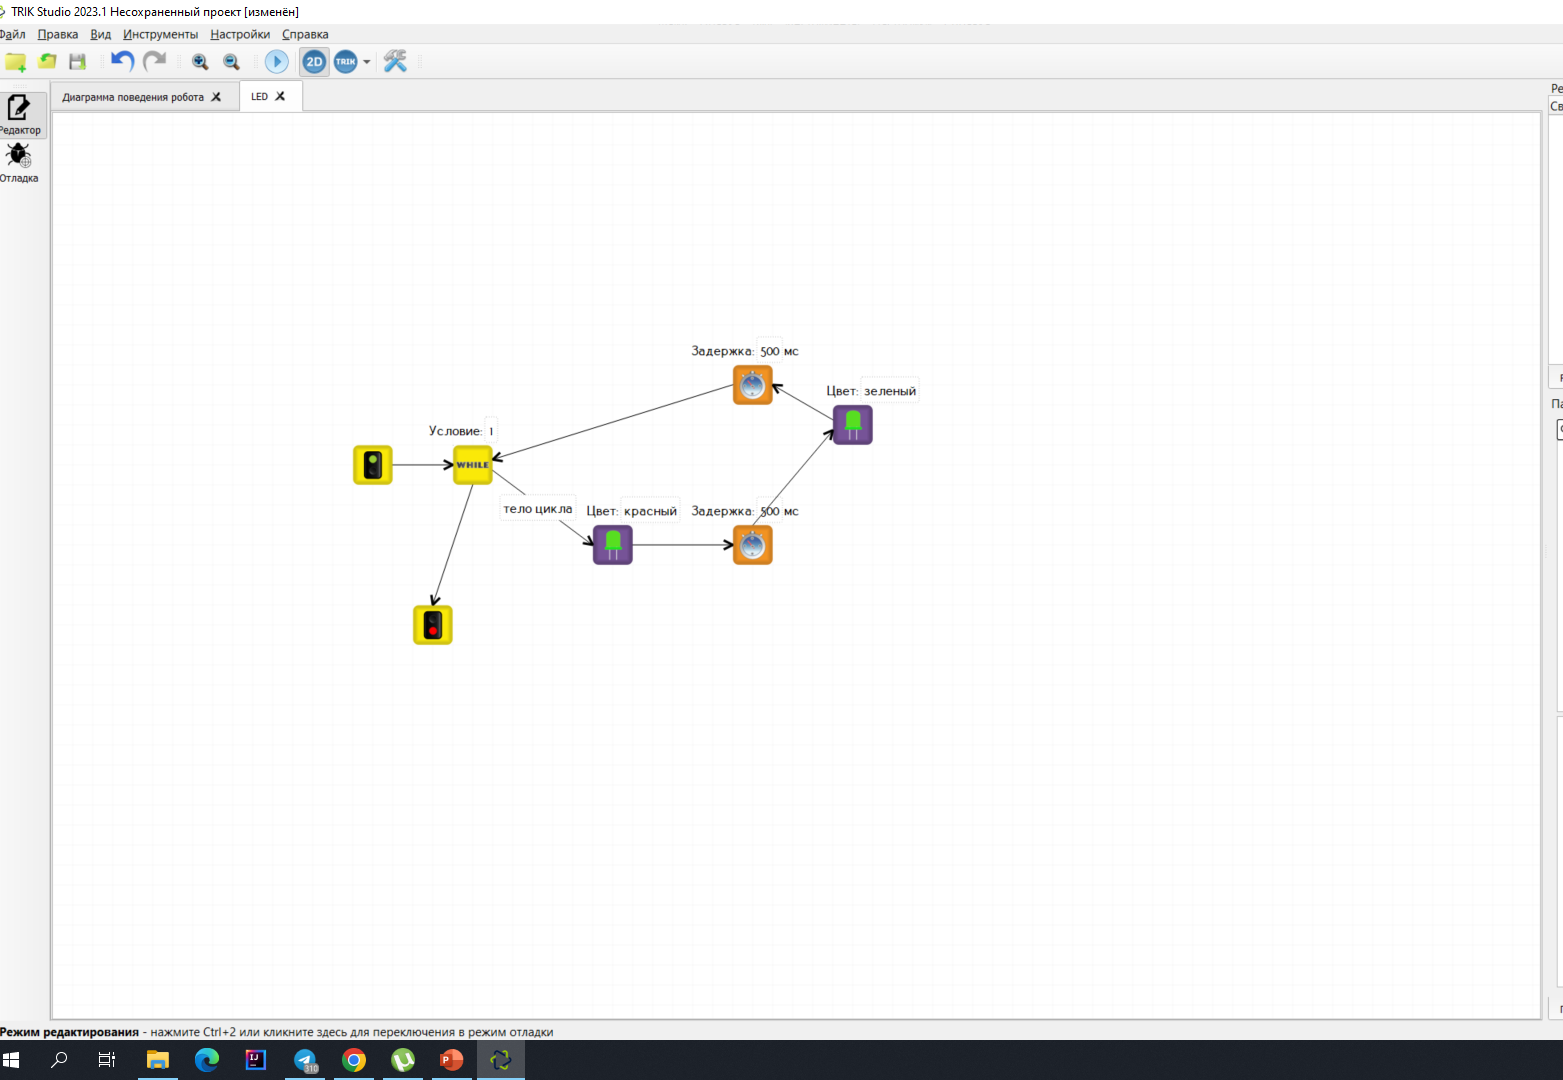 TRIK Studio 2023.1 Несохраненный проект [изменён]
Файл Правка Вид Инструменты Настройки Справка
2D TRIK
Диаграмма поведения робота LED
Редактор
Отладка
Задержка: 500 мс
Цвет: зеленый
Условие: 1
WHILE
тело цикла
Цвет: красный
Задержка: 500 мс
Режим редактирования - нажмите Ctrl+2 или кликните здесь для переключения в режим отладки
IJ
310
P